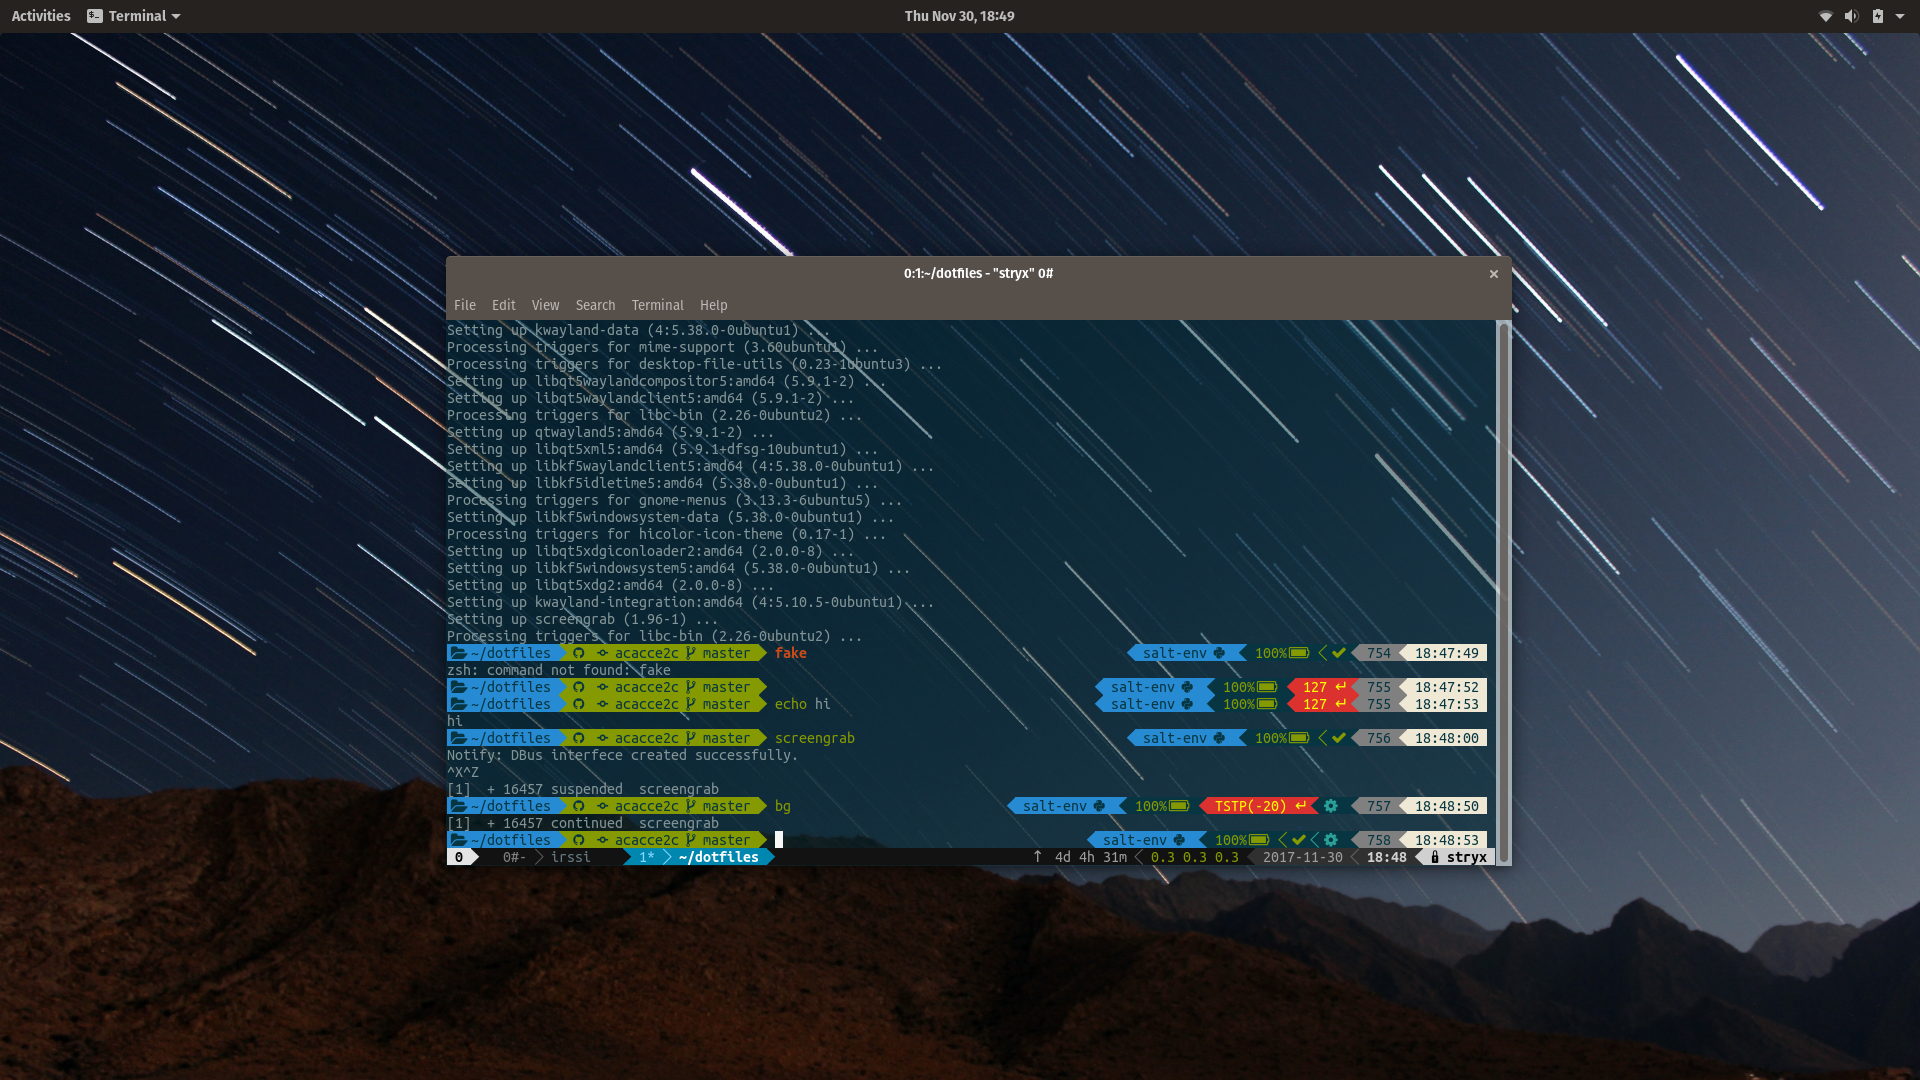 Activities Terminal Thu Nov 30, 18:49
0:1:~/dotfiles - "stryx" 0#
File Edit View Search Terminal Help
Setting up kwayland-data (4:5.38.0-0ubuntu1) ...
Processing triggers for mime-support (3.60ubuntu1) ...
Processing triggers for desktop-file-utils (0.23-1ubuntu3) ...
Setting up libqt5waylandcompositor5:amd64 (5.9.1-2) ...
Setting up libqt5waylandclient5:amd64 (5.9.1-2) ...
Processing triggers for libc-bin (2.26-0ubuntu2) ...
Setting up qtwayland5:amd64 (5.9.1-2) ...
Setting up libqt5xml5:amd64 (5.9.1+dfsg-10ubuntu1) ...
Setting up libkf5waylandclient5:amd64 (4:5.38.0-0ubuntu1) ...
Setting up libkf5idletime5:amd64 (5.38.0-0ubuntu1) ...
Processing triggers for gnome-menus (3.13.3-6ubuntu5) ...
Setting up libkf5windowsystem-data (5.38.0-0ubuntu1) ...
Processing triggers for hicolor-icon-theme (0.17-1) ...
Setting up libqt5xdgiconloader2:amd64 (2.0.0-8) ...
Setting up libkf5windowsystem5:amd64 (5.38.0-0ubuntu1) ...
Setting up libqt5xdg2:amd64 (2.0.0-8) ...
Setting up kwayland-integration:amd64 (4:5.10.5-0ubuntu1) ...
Setting up screengrab (1.96-1) ...
Processing triggers for libc-bin (2.26-0ubuntu2) ...
~/dotfiles acacce2c master fake salt-env 100% ✔ 754 18:47:49
zsh: command not found: fake
~/dotfiles acacce2c master salt-env 100% 127 ↵ 755 18:47:52
~/dotfiles acacce2c master echo hi salt-env 100% 127 ↵ 755 18:47:53
hi
~/dotfiles acacce2c master screengrab salt-env 100% ✔ 756 18:48:00
Notify: DBus interfece created successfully.
^X^Z
[1]  + 16457 suspended  screengrab
~/dotfiles acacce2c master bg salt-env 100% TSTP(-20) ↵ 757 18:48:50
[1]  + 16457 continued  screengrab
~/dotfiles acacce2c master salt-env 100% ✔ 758 18:48:53
0 0#- irssi 1* ~/dotfiles ↑ 4d 4h 31m 0.3 0.3 0.3 2017-11-30 18:48 stryx